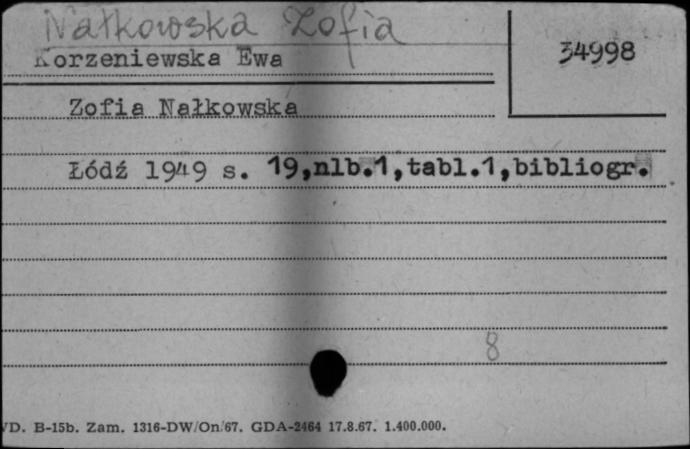 Nałkowska Zofia
Korzeniewska Ewa
34998
Zofia Nałkowska
Łódź 1949 s. 19,nlb.1,tabl.1,bibliogr.
8
VD. B-15b. Zam. 1316-DW/On/67. GDA-2464 17.8.67. 1.400.000.